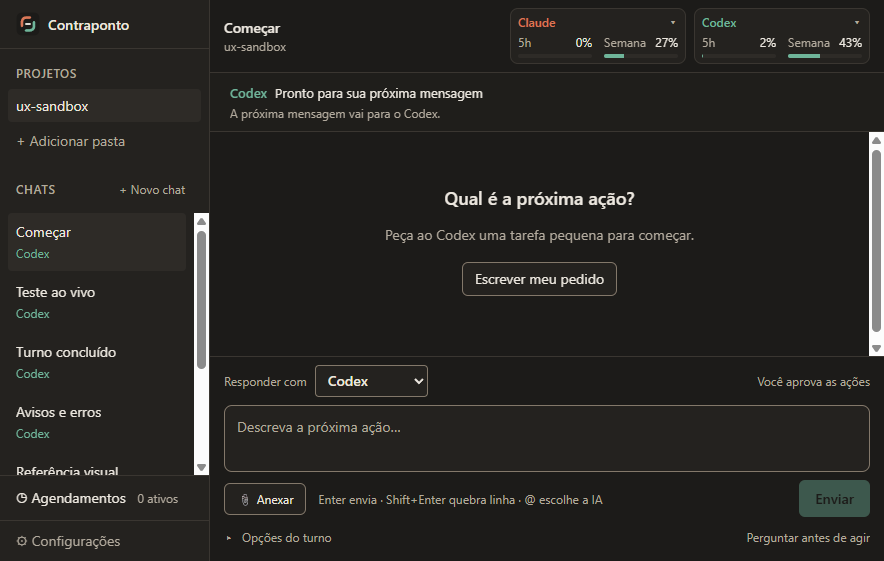 Contraponto
PROJETOS
ux-sandbox
+ Adicionar pasta
CHATS
+ Novo chat
Começar
Codex
Teste ao vivo
Codex
Turno concluído
Codex
Avisos e erros
Codex
Referência visual
Agendamentos 0 ativos
Configurações
Começar
ux-sandbox
Claude
5h 0% Semana 27%
Codex
5h 2% Semana 43%
Codex Pronto para sua próxima mensagem
A próxima mensagem vai para o Codex.
Qual é a próxima ação?
Peça ao Codex uma tarefa pequena para começar.
Escrever meu pedido
Responder com Codex
Você aprova as ações
Descreva a próxima ação...
Anexar
Enter envia · Shift+Enter quebra linha · @ escolhe a IA
Enviar
Opções do turno
Perguntar antes de agir